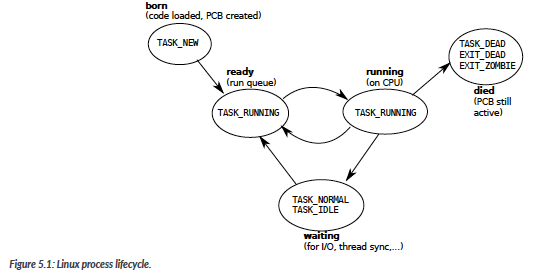 born
(code loaded, PCB created)
TASK_NEW
ready
(run queue)
TASK_RUNNING
running
(on CPU)
TASK_RUNNING
TASK_DEAD
EXIT_DEAD
EXIT_ZOMBIE
died
(PCB still
active)
TASK_NORMAL
TASK_IDLE
waiting
(for I/O, thread sync,...)
Figure 5.1: Linux process lifecycle.